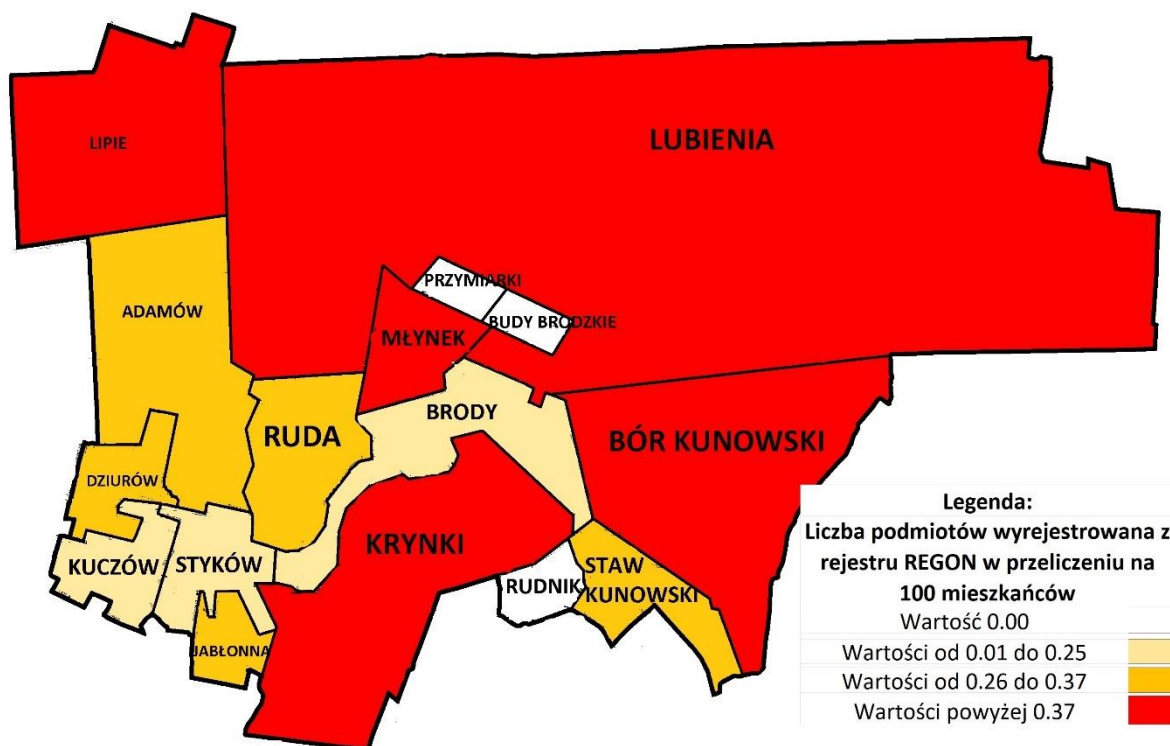 LIPIE
LUBIENIA
PRZYMIARKI
ADAMÓW
BUDY BRODZKIE
MŁYNEK
BRODY
RUDA
BÓR KUNOWSKI
DZIURÓW
KRYNKI
KUCZÓW
STYKÓW
RUDNIK
STAW
KUNOWSKI
JABŁONNA
Legenda:
Liczba podmiotów wyrejestrowana z
rejestru REGON w przeliczeniu na
100 mieszkańców
Wartość 0.00
Wartości od 0.01 do 0.25
Wartości od 0.26 do 0.37
Wartości powyżej 0.37